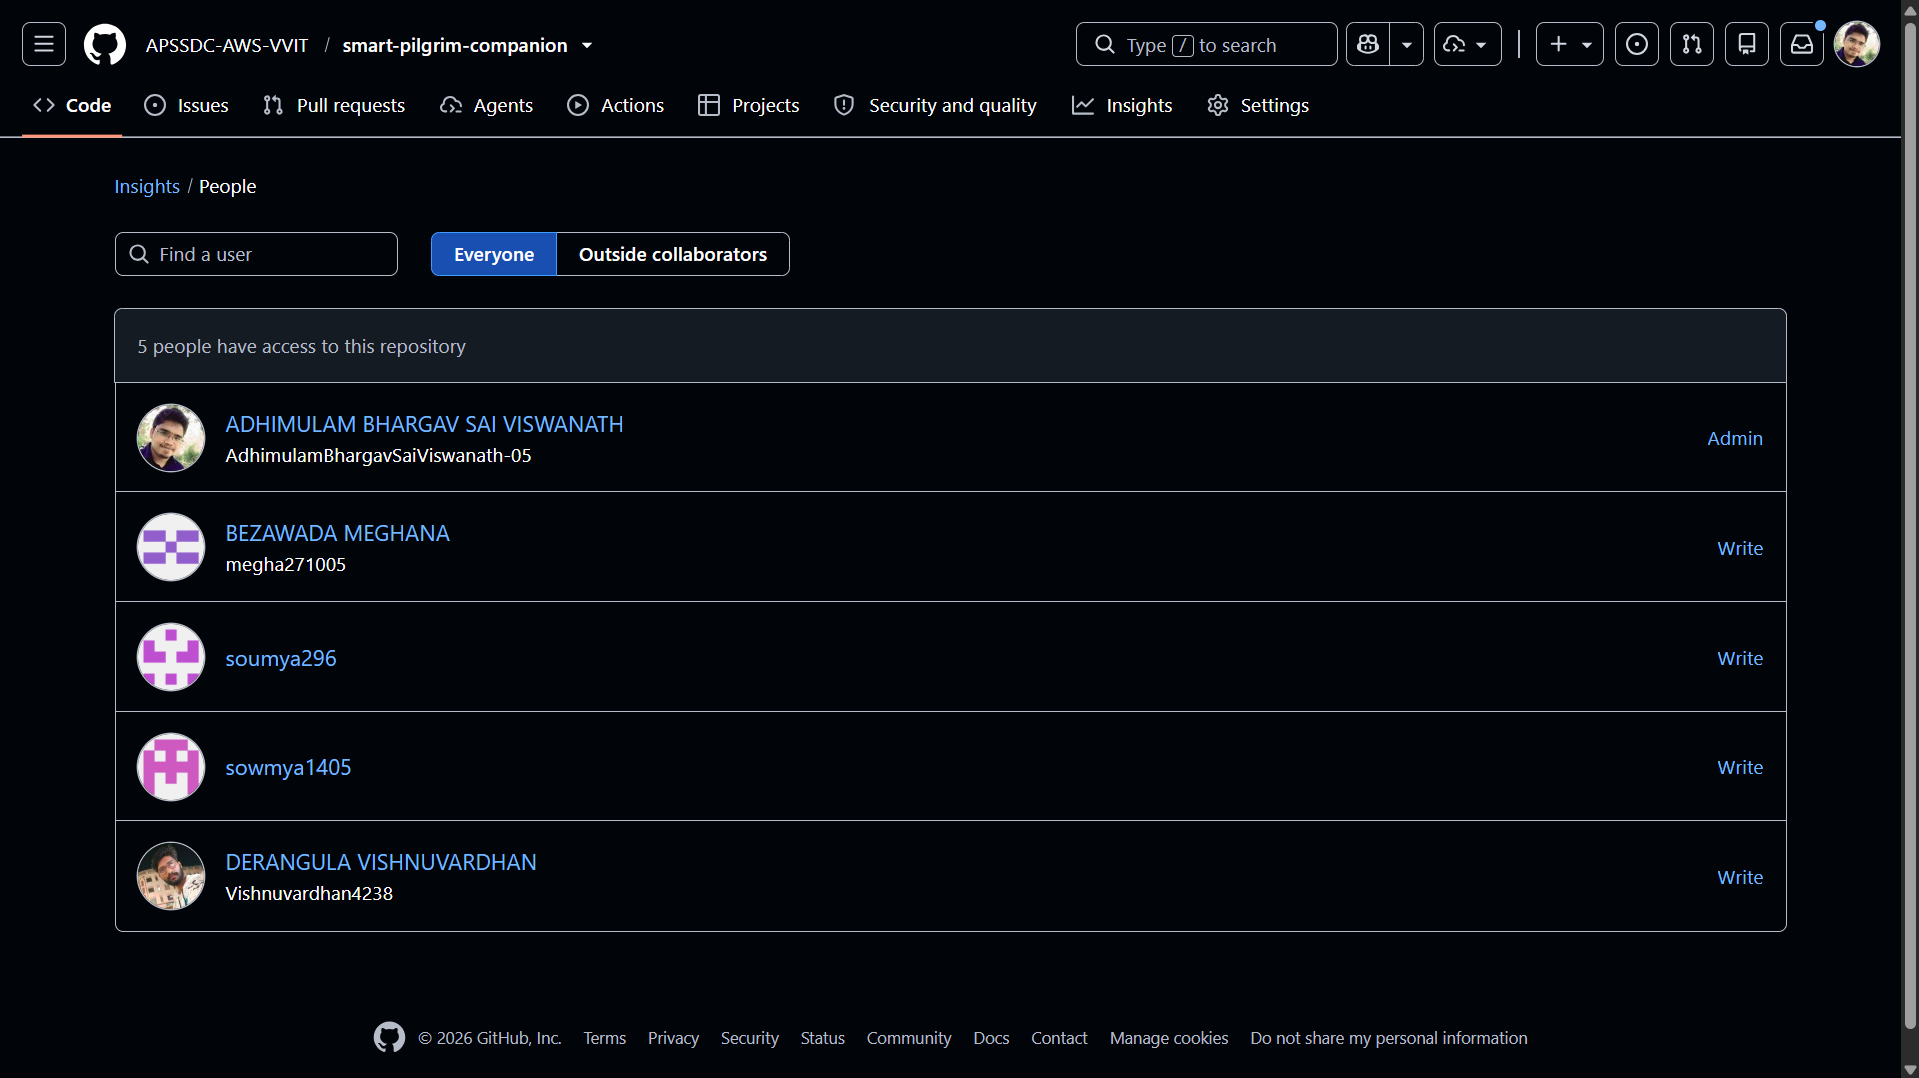 APSSDC-AWS-VVIT / smart-pilgrim-companion
Type / to search
Code Issues Pull requests Agents Actions Projects Security and quality Insights Settings
Insights / People
Find a user
Everyone Outside collaborators
5 people have access to this repository
ADHIMULAM BHARGAV SAI VISWANATH
AdhimulamBhargavSaiViswanath-05
Admin
BEZAWADA MEGHANA
megha271005
Write
soumya296
Write
sowmya1405
Write
DERANGULA VISHNUVARDHAN
Vishnuvardhan4238
Write
© 2026 GitHub, Inc. Terms Privacy Security Status Community Docs Contact Manage cookies Do not share my personal information